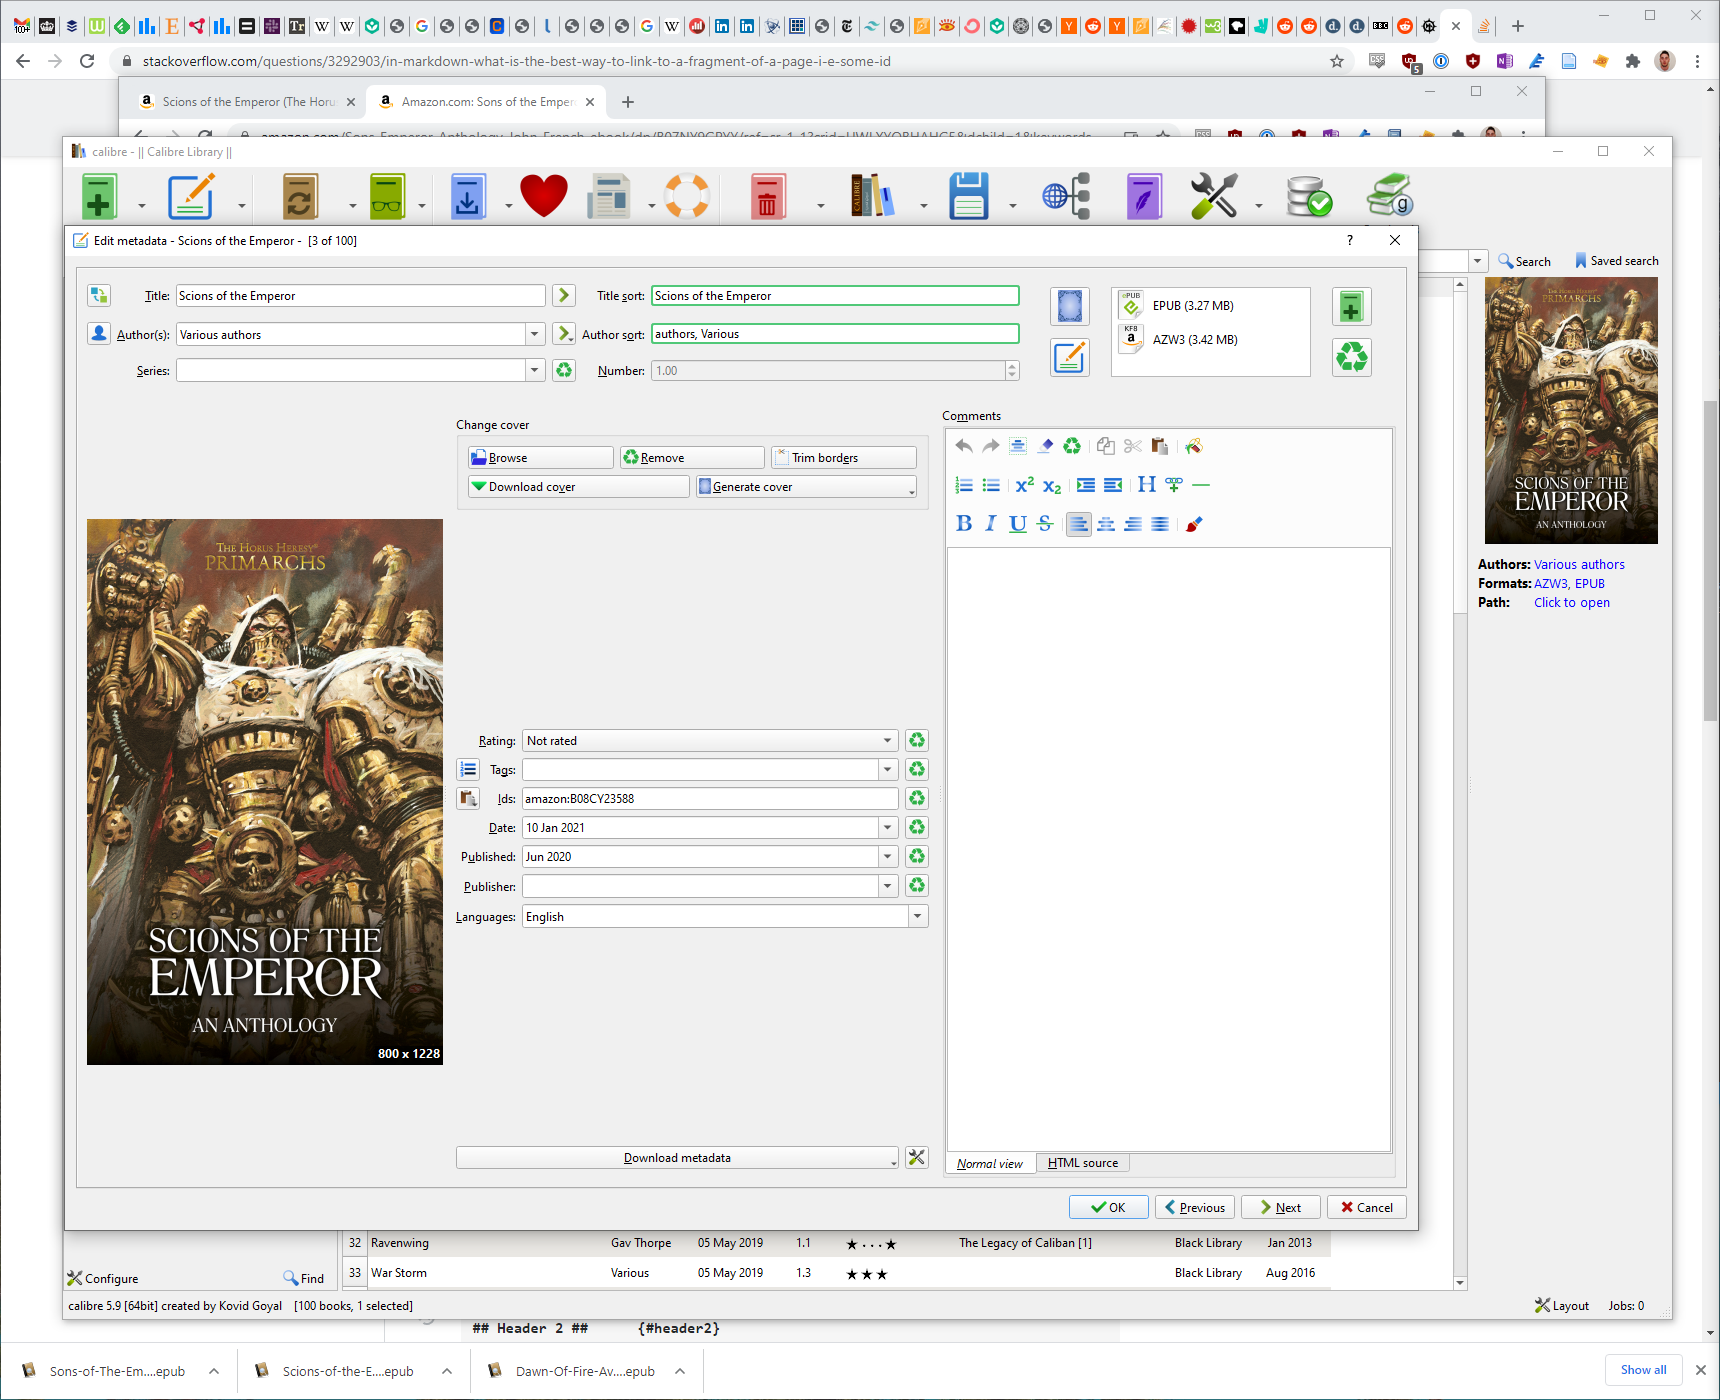 stackoverflow.com/questions/3292903/in-markdown-what-is-the-best-way-to-link-to-a-fragment-of-a-page-i-e-some-id
Scions of the Emperor (The Horu
Amazon.com: Sons of the Emper
calibre - || Calibre Library ||
Edit metadata - Scions of the Emperor - [3 of 100]
?
Search
Saved search
Title:
Scions of the Emperor
Title sort:
Scions of the Emperor
EPUB (3.27 MB)
Author(s):
Various authors
Author sort:
authors, Various
AZW3 (3.42 MB)
Series:
Number:
1.00
Change cover
Browse
Remove
Trim borders
Download cover
Generate cover
Comments
THE HORUS HERESY
PRIMARCHS
SCIONS OF THE
EMPEROR
AN ANTHOLOGY
800 x 1228
Rating:
Not rated
Tags:
Ids:
amazon:B08CY23588
Date:
10 Jan 2021
Published:
Jun 2020
Publisher:
Languages:
English
Download metadata
Normal view
HTML source
OK
Previous
Next
Cancel
THE HORUS HERESY
PRIMARCHS
SCIONS OF THE
EMPEROR
AN ANTHOLOGY
Authors: Various authors
Formats: AZW3, EPUB
Path: Click to open
32 Ravenwing Gav Thorpe 05 May 2019 1.1 ★···★ The Legacy of Caliban [1] Black Library Jan 2013
33 War Storm Various 05 May 2019 1.3 ★★★ Black Library Aug 2016
Configure
Find
calibre 5.9 [64bit] created by Kovid Goyal [100 books, 1 selected]
Layout
Jobs: 0
## Header 2 ## {#header2}
Sons-of-The-Em....epub
Scions-of-the-E....epub
Dawn-Of-Fire-Av....epub
Show all